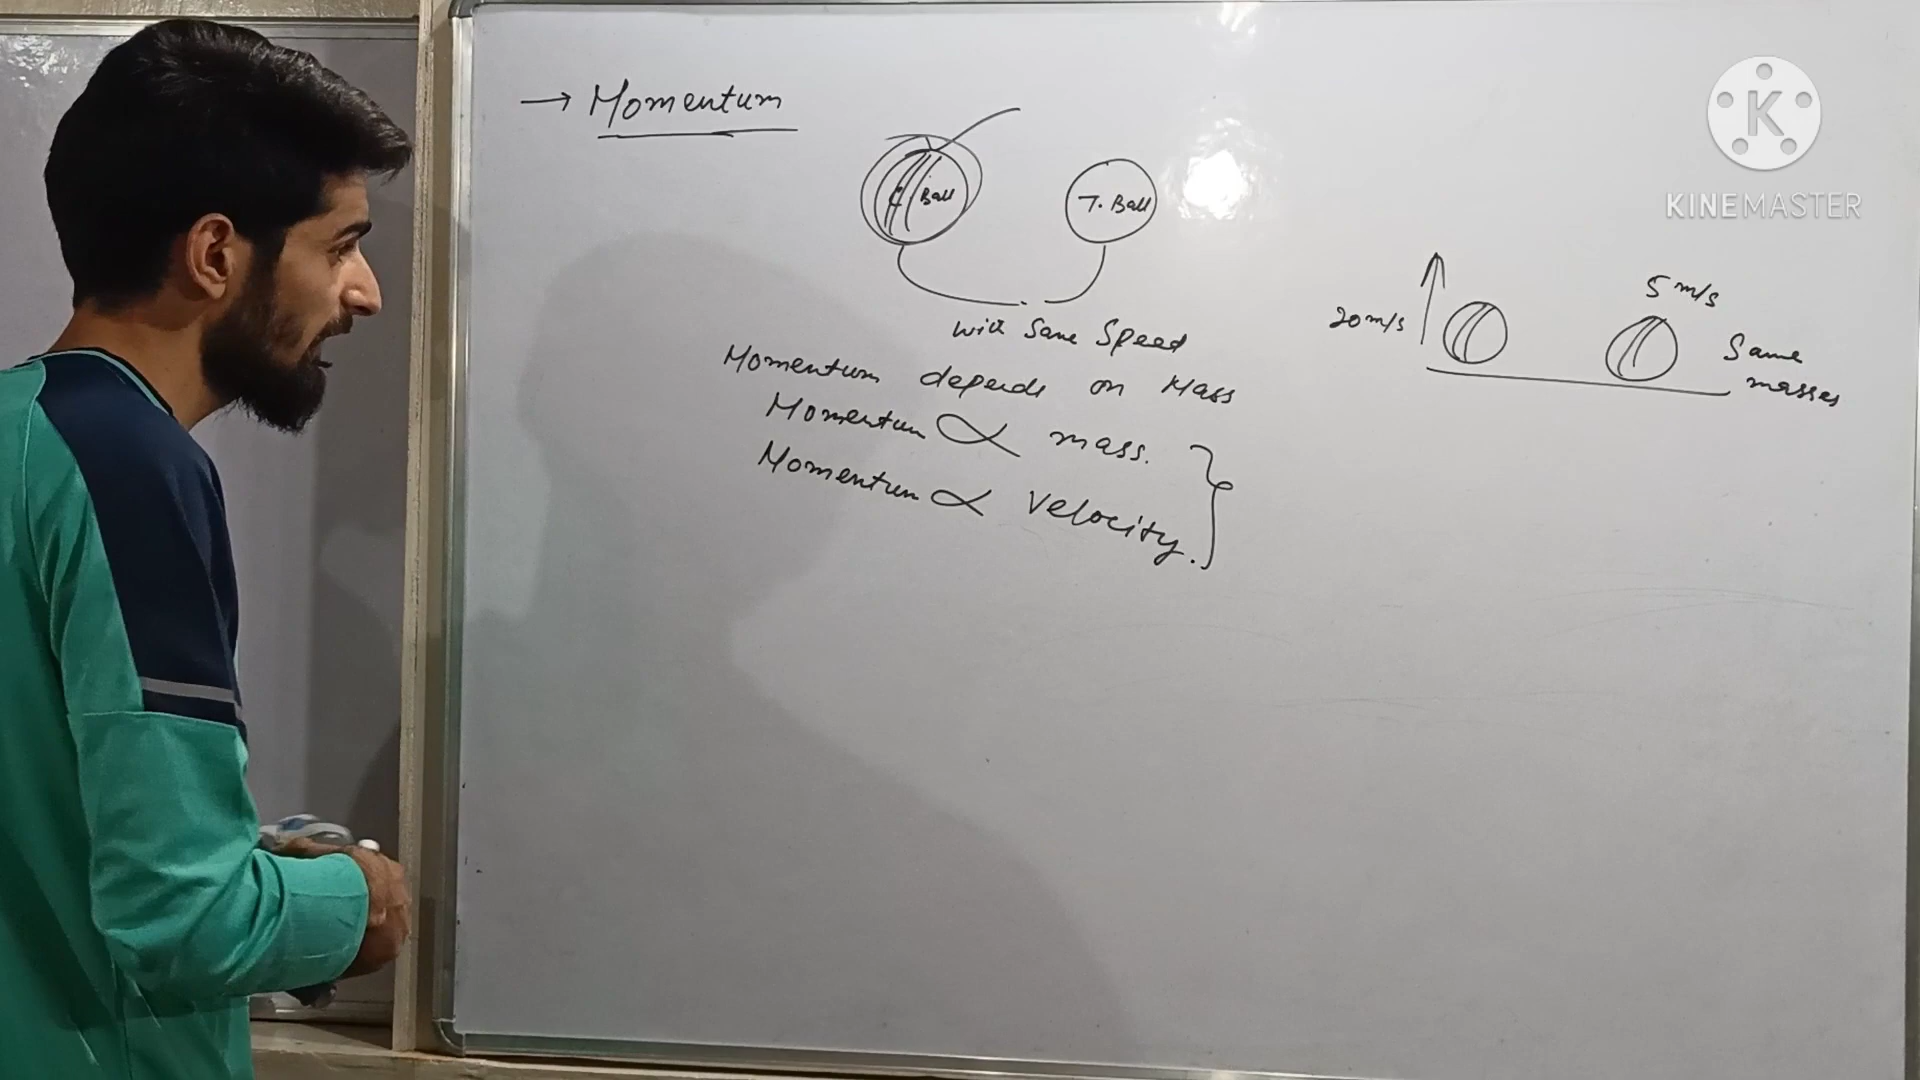 → Momentum
C Ball
T. Ball
with Same Speed
Momentum depends on Mass
Momentum ∝ mass.
Momentum ∝ Velocity.
20 m/s
5 m/s
Same
masses
K
KINEMASTER